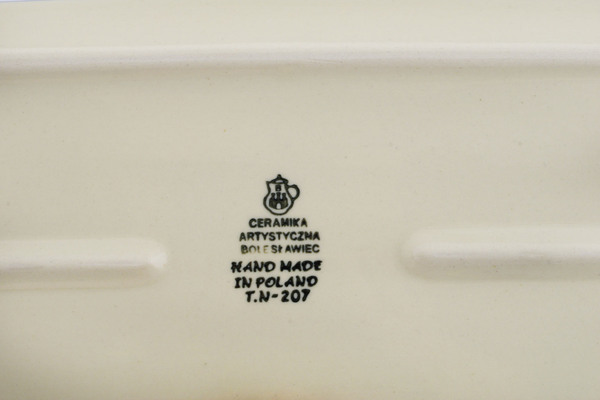 CERAMIKA
ARTYSTYCZNA
BOLESŁAWIEC
HAND MADE
IN POLAND
T.N-207